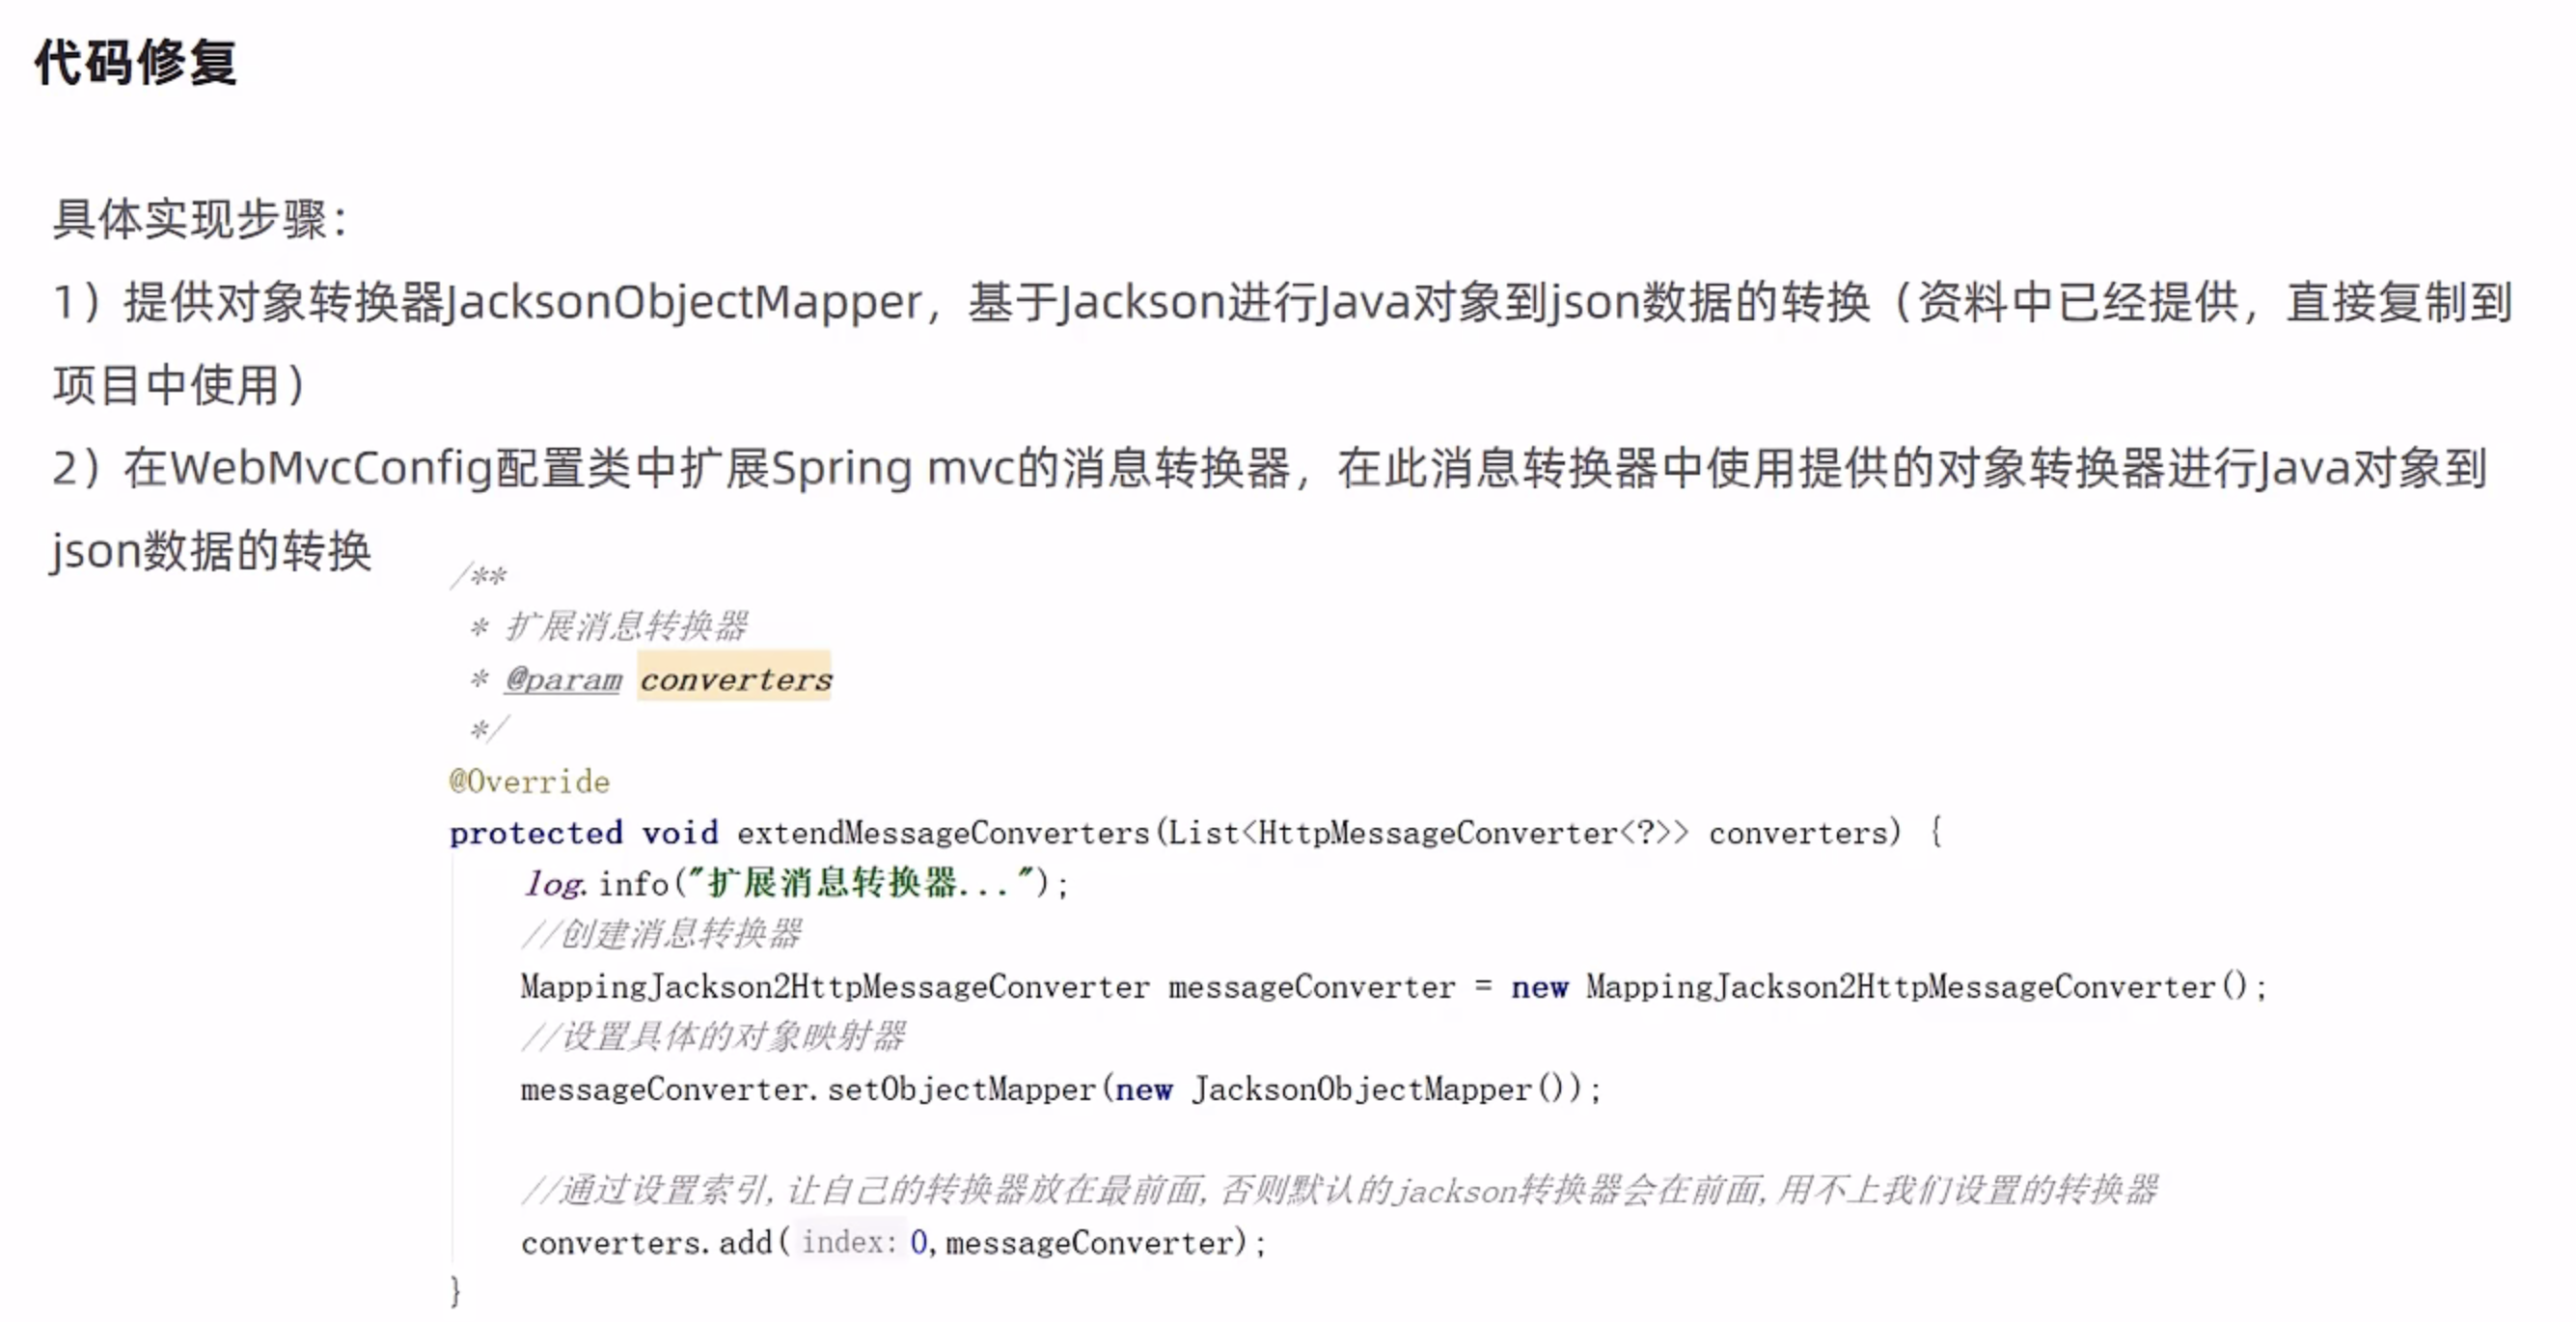 代码修复
具体实现步骤：
1）提供对象转换器JacksonObjectMapper，基于Jackson进行Java对象到json数据的转换（资料中已经提供，直接复制到
项目中使用）
2）在WebMvcConfig配置类中扩展Spring mvc的消息转换器，在此消息转换器中使用提供的对象转换器进行Java对象到
json数据的转换
/**
 * 扩展消息转换器
 * @param converters
 */
@Override
protected void extendMessageConverters(List<HttpMessageConverter<?>> converters) {
    log.info("扩展消息转换器...");
    //创建消息转换器
    MappingJackson2HttpMessageConverter messageConverter = new MappingJackson2HttpMessageConverter();
    //设置具体的对象映射器
    messageConverter.setObjectMapper(new JacksonObjectMapper());
    //通过设置索引,让自己的转换器放在最前面,否则默认的jackson转换器会在前面,用不上我们设置的转换器
    converters.add( index: 0,messageConverter);
}